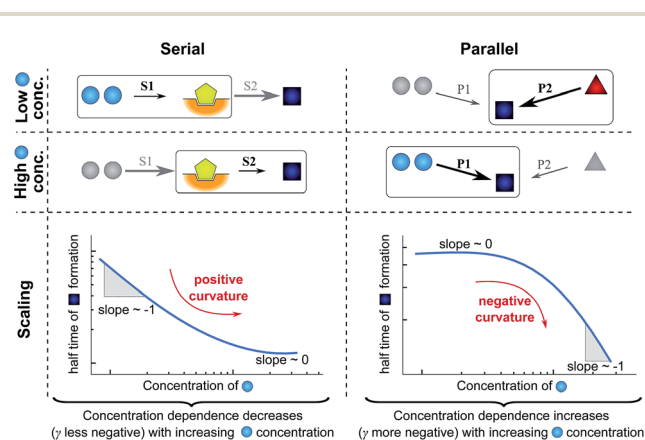 Serial
Parallel
Low conc.
S1
S2
P1
P2
High conc.
S1
S2
P1
P2
Scaling
half time of formation
positive
curvature
slope ~ -1
slope ~ 0
Concentration of
half time of formation
slope ~ 0
negative
curvature
slope ~ -1
Concentration of
Concentration dependence decreases
(γ less negative) with increasing concentration
Concentration dependence increases
(γ more negative) with increasing concentration